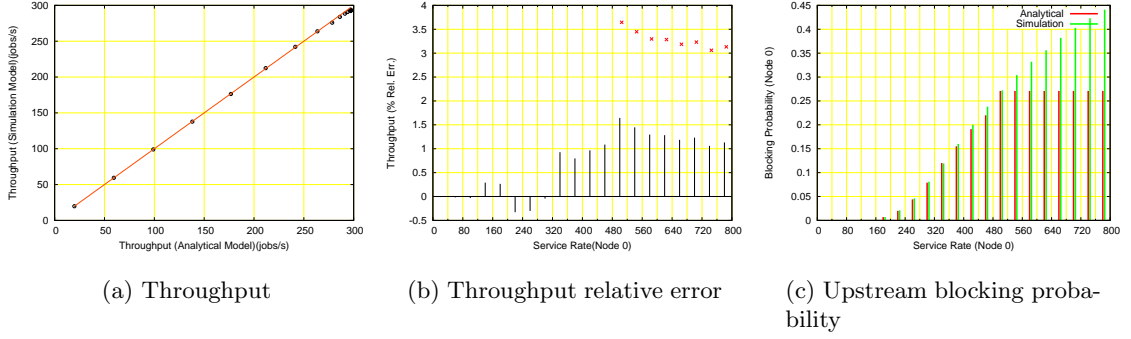 300
250
200
150
100
50
0
Throughput (Simulation Model)(jobs/s)
0 50 100 150 200 250 300
Throughput (Analytical Model)(jobs/s)
(a) Throughput
4
3.5
3
2.5
2
1.5
1
0.5
0
-0.5
Throughput (% Rel. Err.)
0 80 160 240 320 400 480 560 640 720 800
Service Rate(Node 0)
(b) Throughput relative error
0.45
0.4
0.35
0.3
0.25
0.2
0.15
0.1
0.05
0
Blocking Probability (Node 0)
Analytical
Simulation
0 80 160 240 320 400 480 560 640 720 800
Service Rate (Node 0)
(c) Upstream blocking proba-
bility